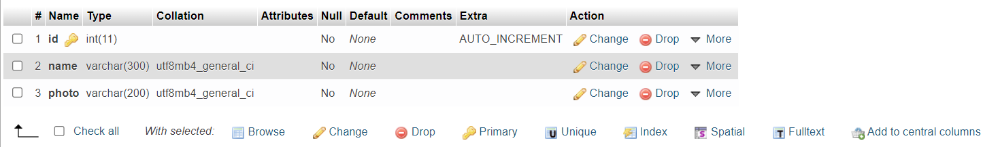 # Name Type Collation Attributes Null Default Comments Extra Action
1 id int(11) No None AUTO_INCREMENT Change Drop More
2 name varchar(300) utf8mb4_general_ci No None Change Drop More
3 photo varchar(200) utf8mb4_general_ci No None Change Drop More
Check all With selected: Browse Change Drop Primary Unique Index Spatial Fulltext Add to central columns